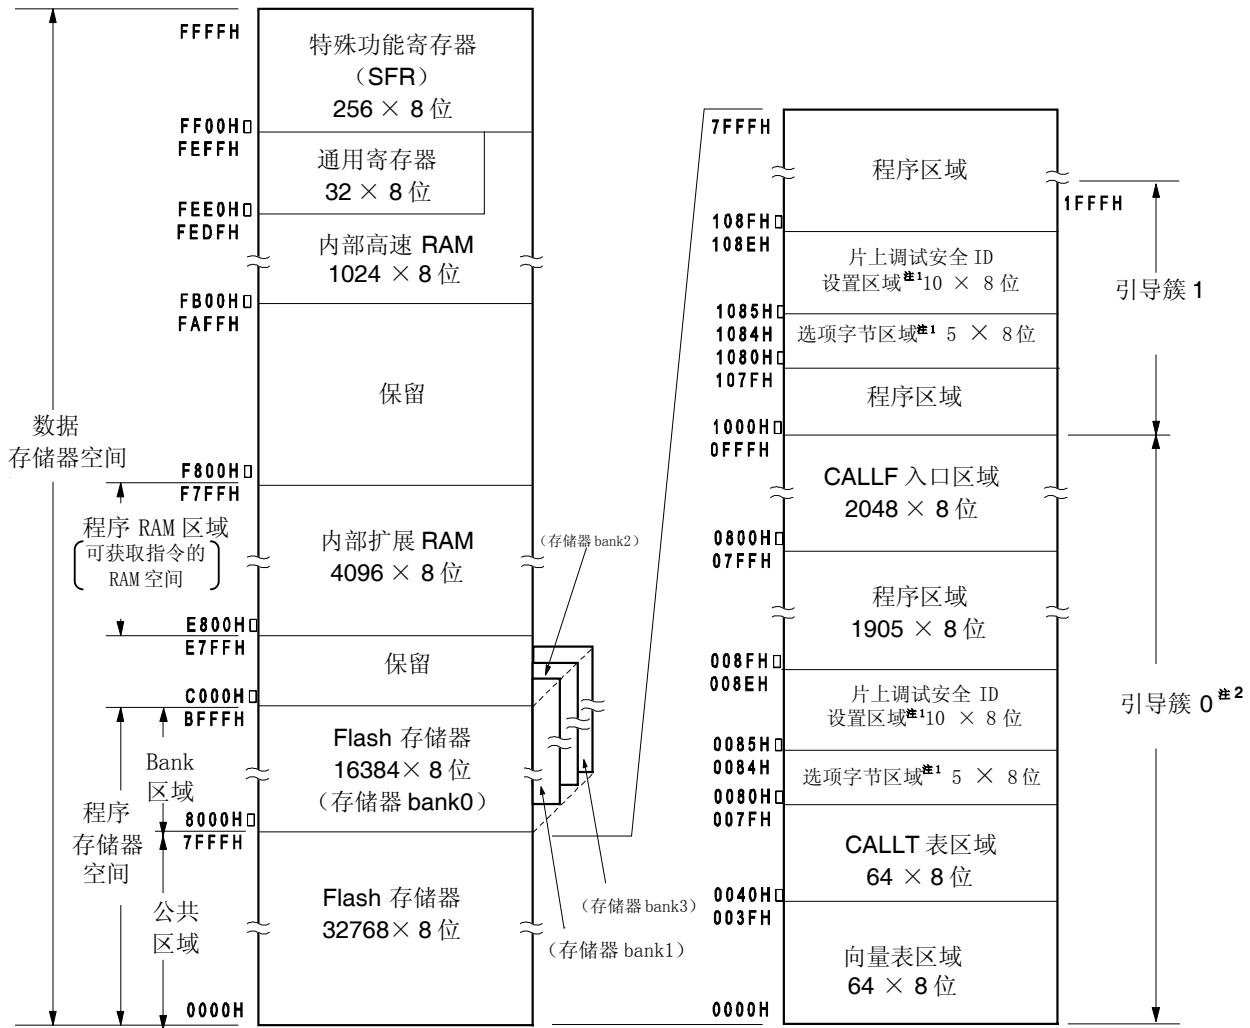 FFFFH
特殊功能寄存器
（SFR）
256 × 8 位
FF00H
FEFFH
通用寄存器
32 × 8 位
FEE0H
FEDFH
内部高速 RAM
1024 × 8 位
FB00H
FAFFH
保留
数据
存储器空间
F800H
F7FFH
程序 RAM 区域
可获取指令的
RAM 空间
内部扩展 RAM
4096 × 8 位
（存储器 bank2）
E800H
E7FFH
保留
C000H
BFFFH
Bank
区域
Flash 存储器
16384× 8 位
（存储器 bank0）
8000H
7FFFH
程序
存储器
空间
公共
区域
Flash 存储器
32768× 8 位
（存储器 bank3）
（存储器 bank1）
0000H
7FFFH
程序区域
1FFFH
108FH
108EH
片上调试安全 ID
设置区域注1 10 × 8 位
引导簇 1
1085H
1084H
选项字节区域注1 5 × 8 位
1080H
107FH
程序区域
1000H
0FFFH
CALLF 入口区域
2048 × 8 位
0800H
07FFH
程序区域
1905 × 8 位
008FH
008EH
片上调试安全 ID
设置区域注1 10 × 8 位
引导簇 0注2
0085H
0084H
选项字节区域注1 5 × 8 位
0080H
007FH
CALLT 表区域
64 × 8 位
0040H
003FH
向量表区域
64 × 8 位
0000H